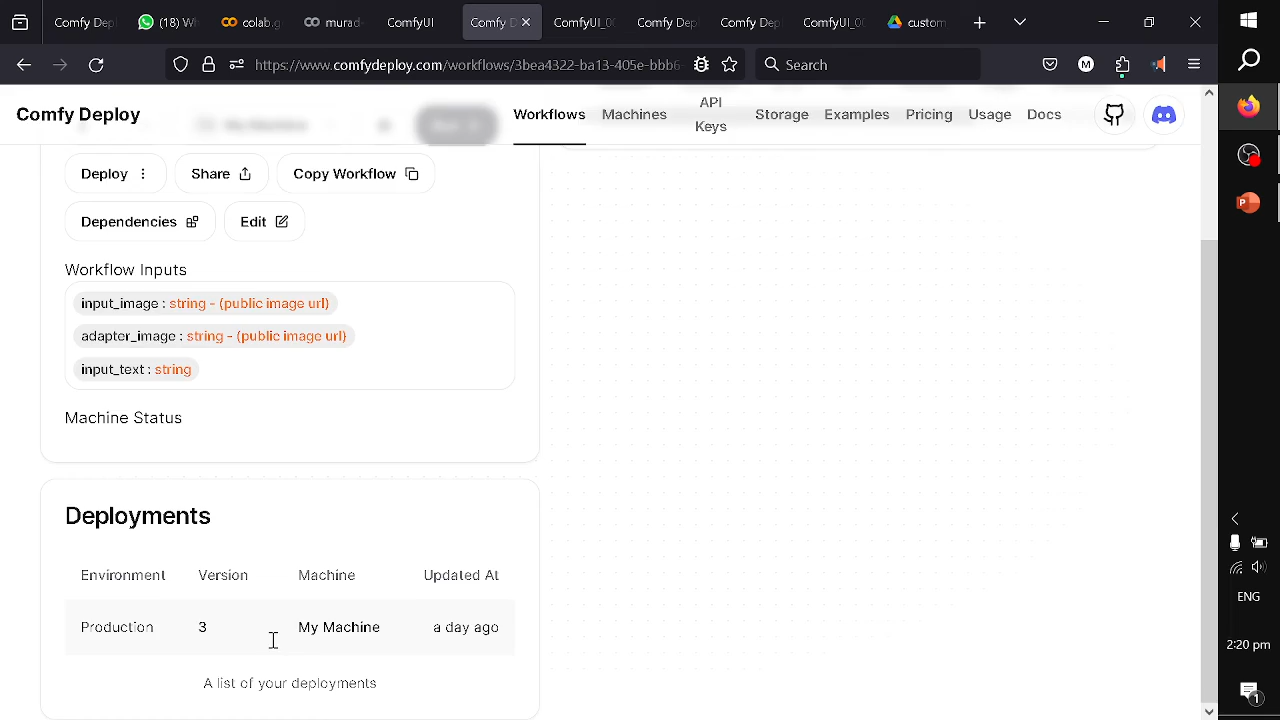 Comfy Dep
(18) W
colab.g
murad-
ComfyUI
Comfy D
ComfyUI_0
Comfy Dep
Comfy Dep
ComfyUI_0
custom
https://www.comfydeploy.com/workflows/3bea4322-ba13-405e-bbb6
M
Search
Comfy Deploy
My Machine
Workflows
Machines
API Keys
Storage
Examples
Pricing
Usage
Docs
Deploy
Share
Copy Workflow
Dependencies
Edit
Workflow Inputs
input_image : string - (public image url)
adapter_image : string - (public image url)
input_text : string
Machine Status
Deployments
Environment Version Machine Updated At
Production 3 My Machine a day ago
A list of your deployments
ENG
2:20 pm
1